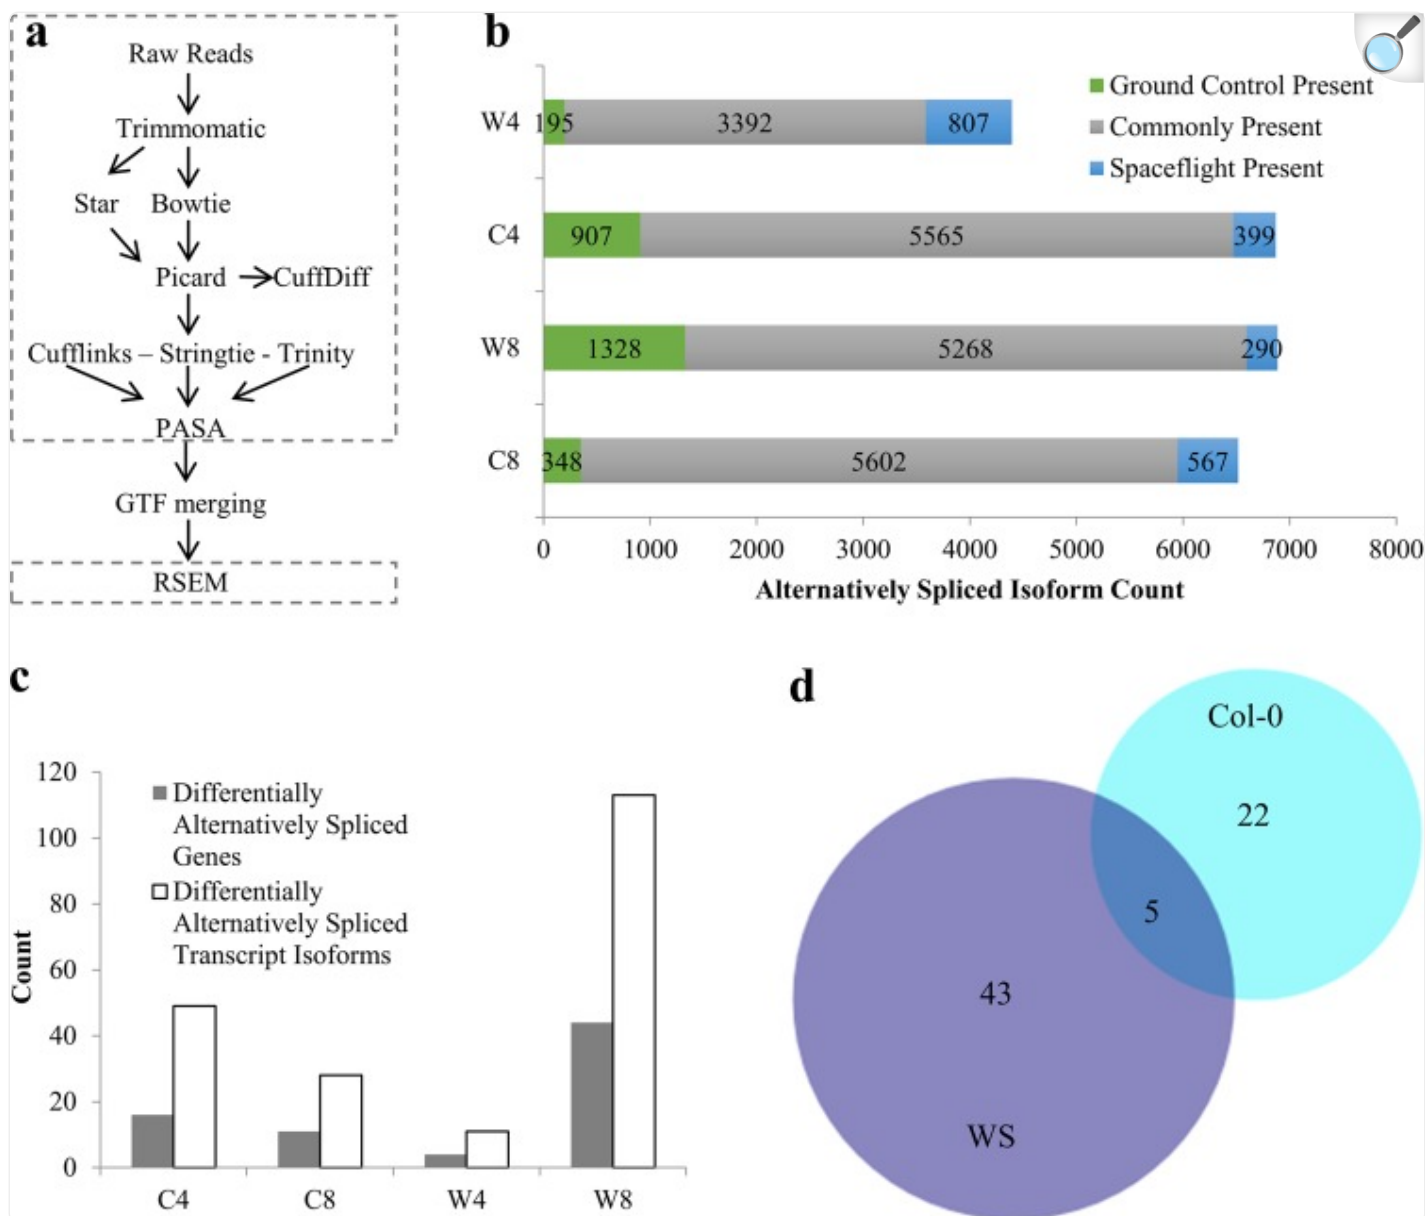 a
Raw Reads
Trimmomatic
Star Bowtie
Picard CuffDiff
Cufflinks – Stringtie - Trinity
PASA
GTF merging
RSEM
b
Ground Control Present
Commonly Present
Spaceflight Present
W4 195 3392 807
C4 907 5565 399
W8 1328 5268 290
C8 348 5602 567
0 1000 2000 3000 4000 5000 6000 7000 8000
Alternatively Spliced Isoform Count
c
Count
120
100
80
60
40
20
0
Differentially
Alternatively Spliced
Genes
Differentially
Alternatively Spliced
Transcript Isoforms
C4 C8 W4 W8
d
Col-0
22
5
43
WS